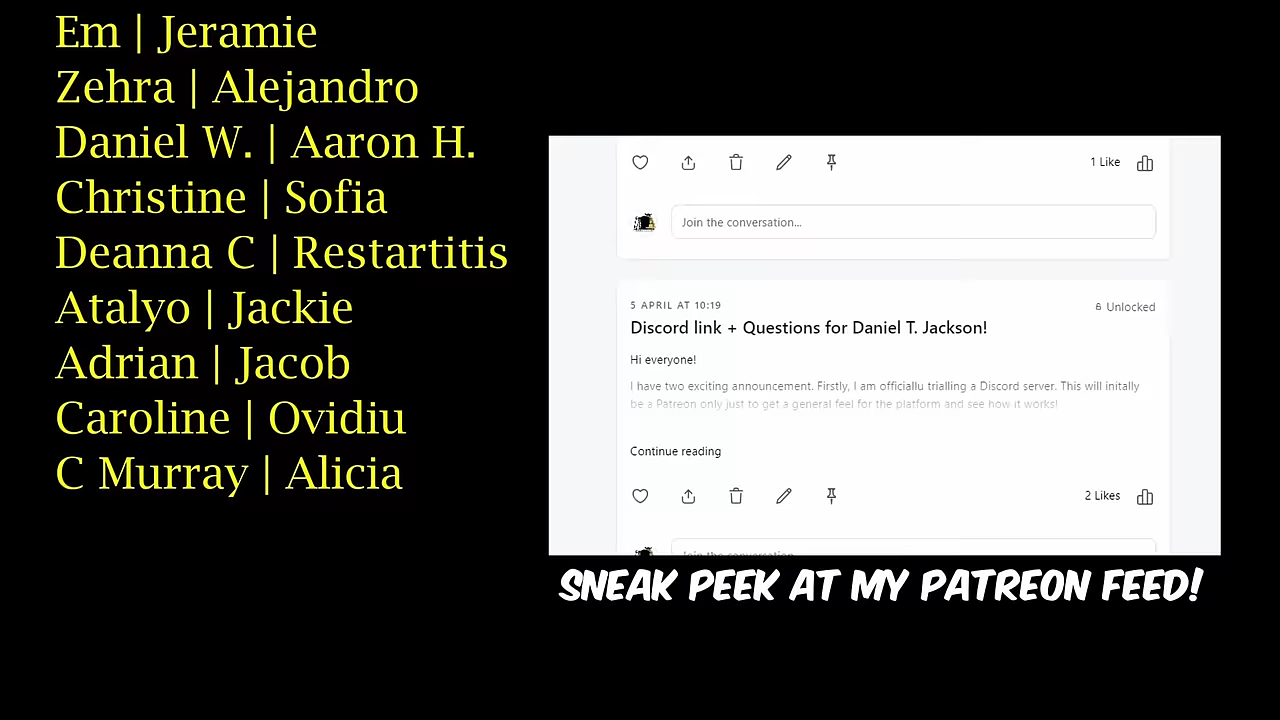 Em | Jeramie
Zehra | Alejandro
Daniel W. | Aaron H.
Christine | Sofia
Deanna C | Restartitis
Atalyo | Jackie
Adrian | Jacob
Caroline | Ovidiu
C Murray | Alicia
1 Like
Join the conversation...
5 APRIL AT 10:19
Unlocked
Discord link + Questions for Daniel T. Jackson!
Hi everyone!
I have two exciting announcement. Firstly, I am officiallu trialling a Discord server. This will initally
be a Patreon only just to get a general feel for the platform and see how it works!
Continue reading
2 Likes
Join the conversation...
SNEAK PEEK AT MY PATREON FEED!